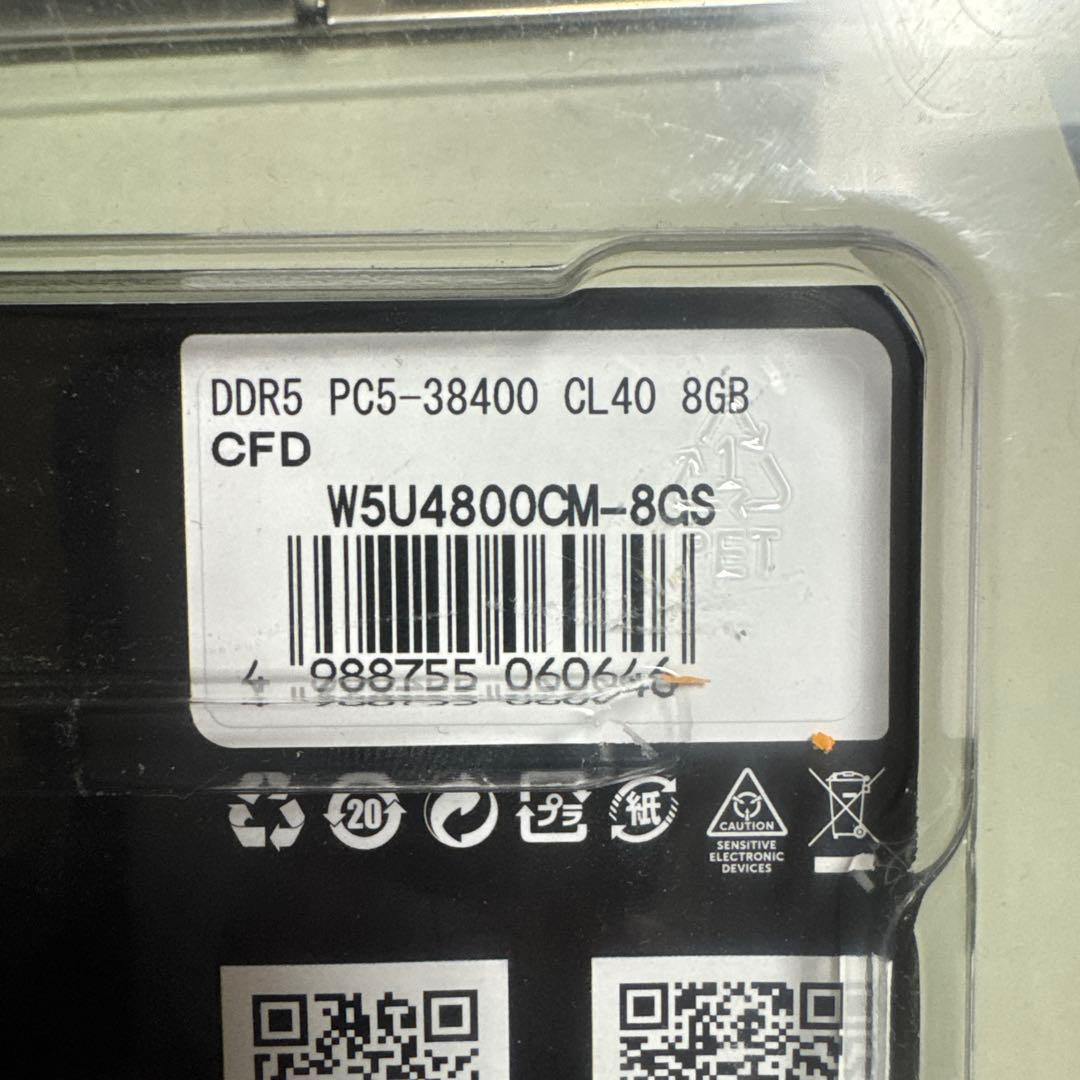 DDR5 PC5-38400 CL40 8GB
CFD
W5U4800CM-8GS
4 988755 060646
1
PET
20
プラ
紙
CAUTION
SENSITIVE
ELECTRONIC
DEVICES